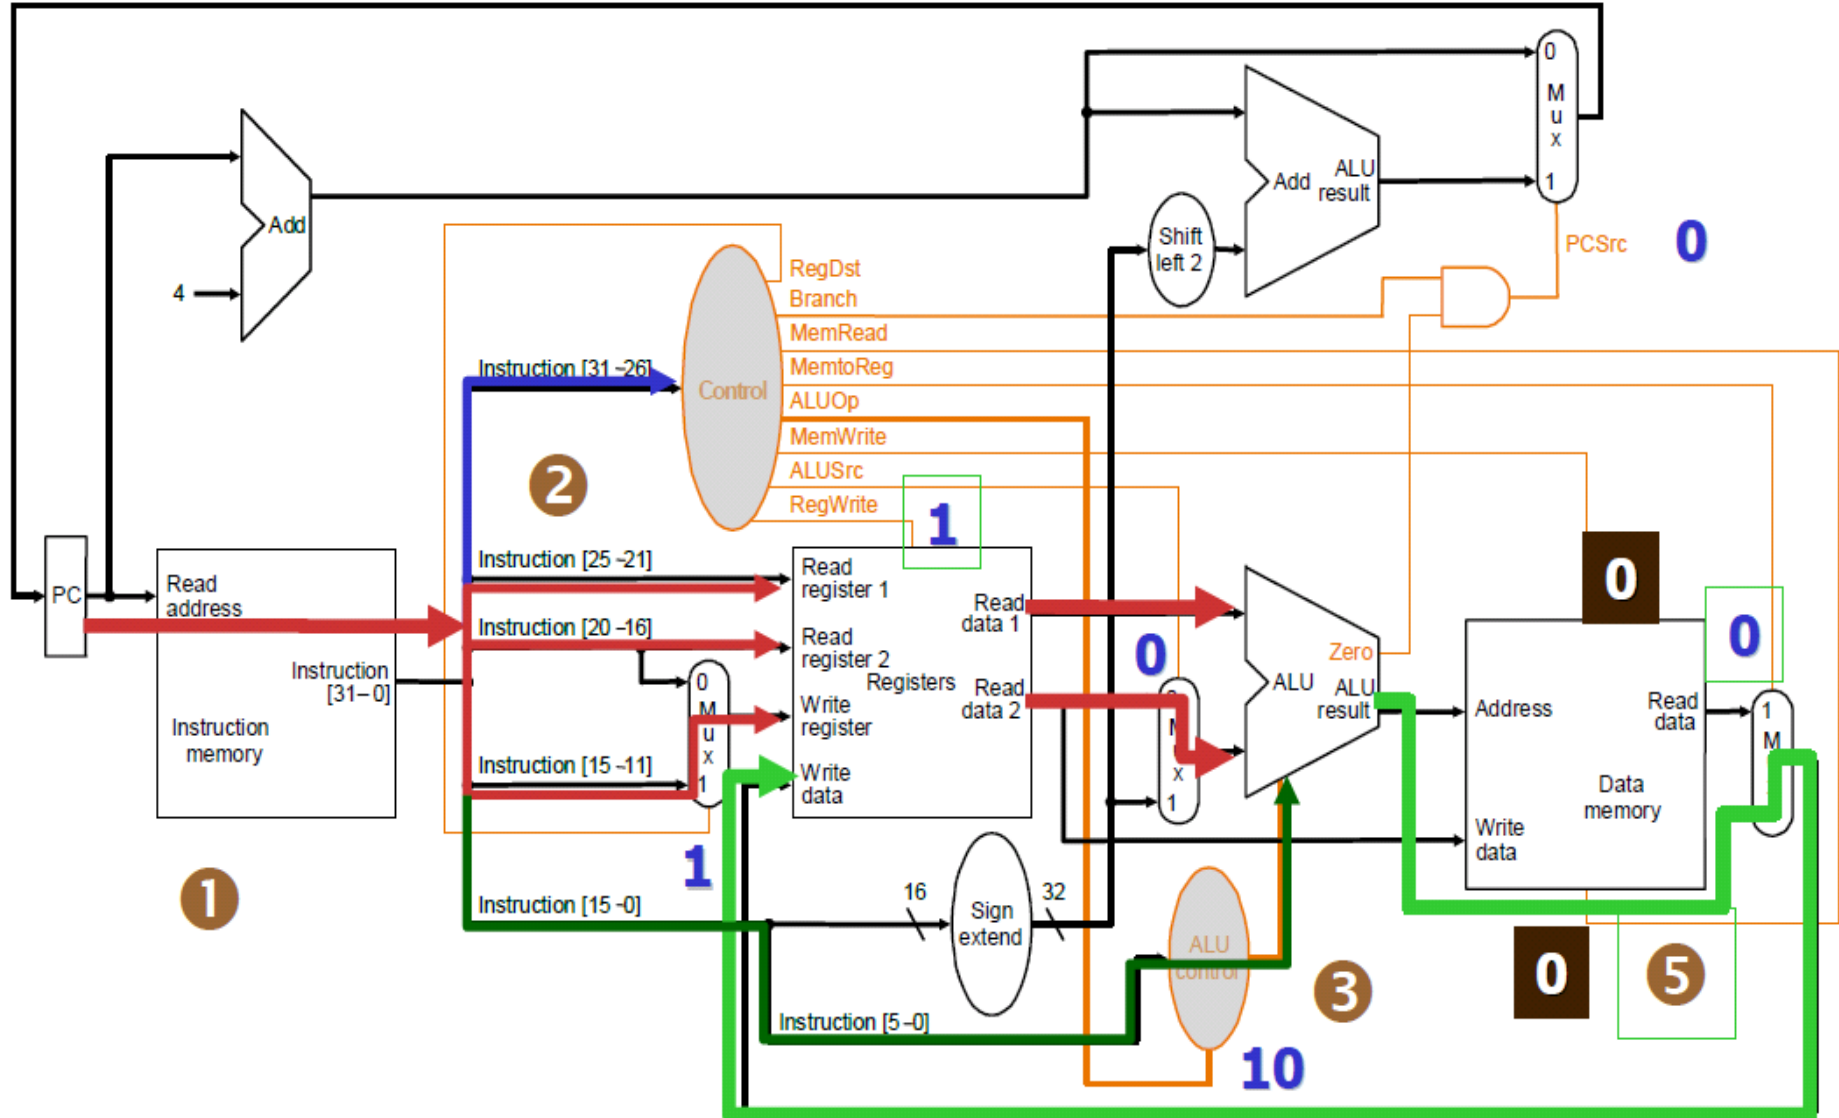 0
M
u
x
1
ALU
result
Add
Shift
left 2
PCSrc
0
Add
4
RegDst
Branch
MemRead
MemtoReg
ALUOp
MemWrite
ALUSrc
RegWrite
Control
Instruction [31–26]
2
1
Instruction [25–21]
Read
register 1
Read
data 1
PC
Read
address
Instruction
[31–0]
Instruction
memory
Instruction [20–16]
Read
register 2
Registers
Read
data 2
0
M
u
x
1
Write
register
Instruction [15–11]
Write
data
0
M
x
1
Zero
ALU
ALU
result
0
0
Address
Read
data
1
M
Data
memory
Write
data
1
1
Instruction [15–0]
16
Sign
extend
32
ALU
control
3
0
5
Instruction [5–0]
10